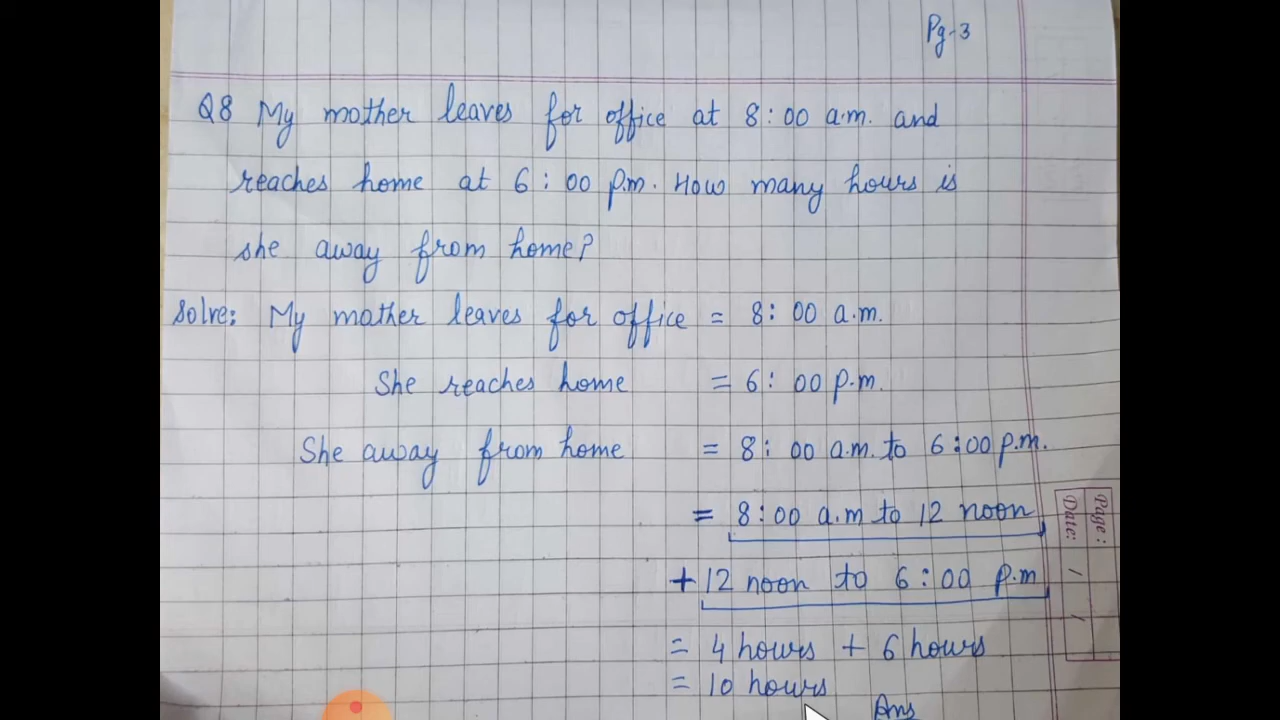 Pg-3
Q8 My mother leaves for office at 8:00 a.m. and
reaches home at 6:00 p.m. How many hours is
she away from home?
Solve: My mather leaves for office = 8:00 a.m.
She reaches home = 6:00 p.m.
She away from home = 8:00 a.m. to 6:00 p.m.
= 8:00 a.m to 12 noon
+ 12 noon to 6:00 p.m
= 4 hours + 6 hours
= 10 hours
Ans
Page:
Date: / /